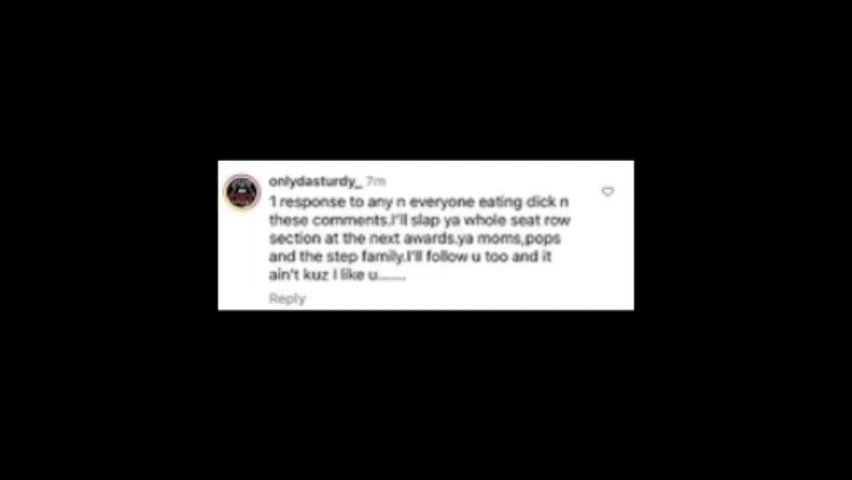 onlydasturdy_ 7m
1 response to any n everyone eating dick n
these comments.I'll slap ya whole seat row
section at the next awards.ya moms,pops
and the step family.I'll follow u too and it
ain't kuz I like u.......
Reply